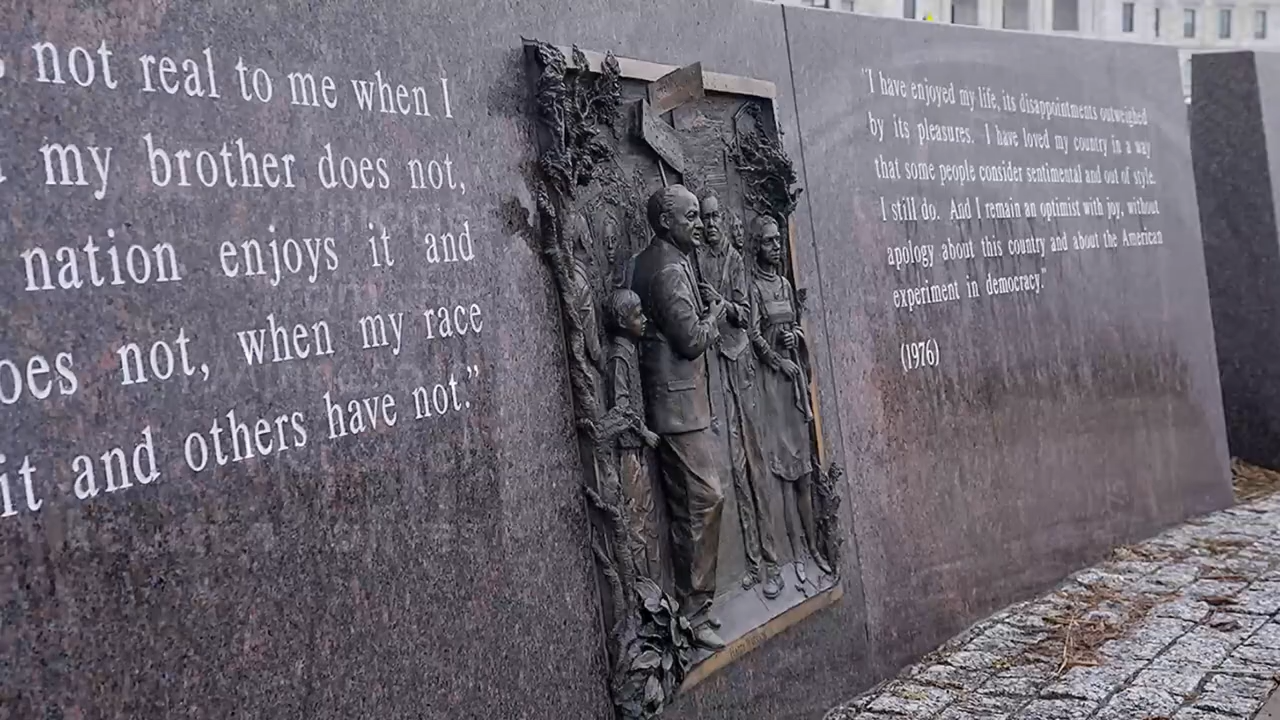 not real to me when I
my brother does not,
nation enjoys it and
oes not, when my race
it and others have not.”
"I have enjoyed my life, its disappointments outweighed
by its pleasures. I have loved my country in a way
that some people consider sentimental and out of style.
I still do. And I remain an optimist with joy, without
apology about this country and about the American
experiment in democracy."
(1976)